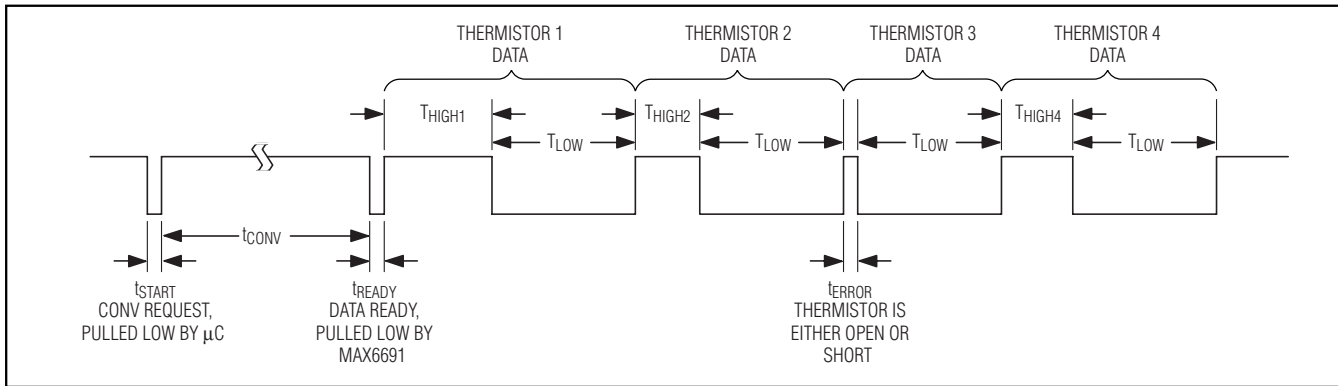 THERMISTOR 1
DATA
THERMISTOR 2
DATA
THERMISTOR 3
DATA
THERMISTOR 4
DATA
THIGH1
THIGH2
THIGH4
TLOW
TLOW
TLOW
TLOW
tCONV
tSTART
CONV REQUEST,
PULLED LOW BY μC
tREADY
DATA READY,
PULLED LOW BY
MAX6691
tERROR
THERMISTOR IS
EITHER OPEN OR
SHORT